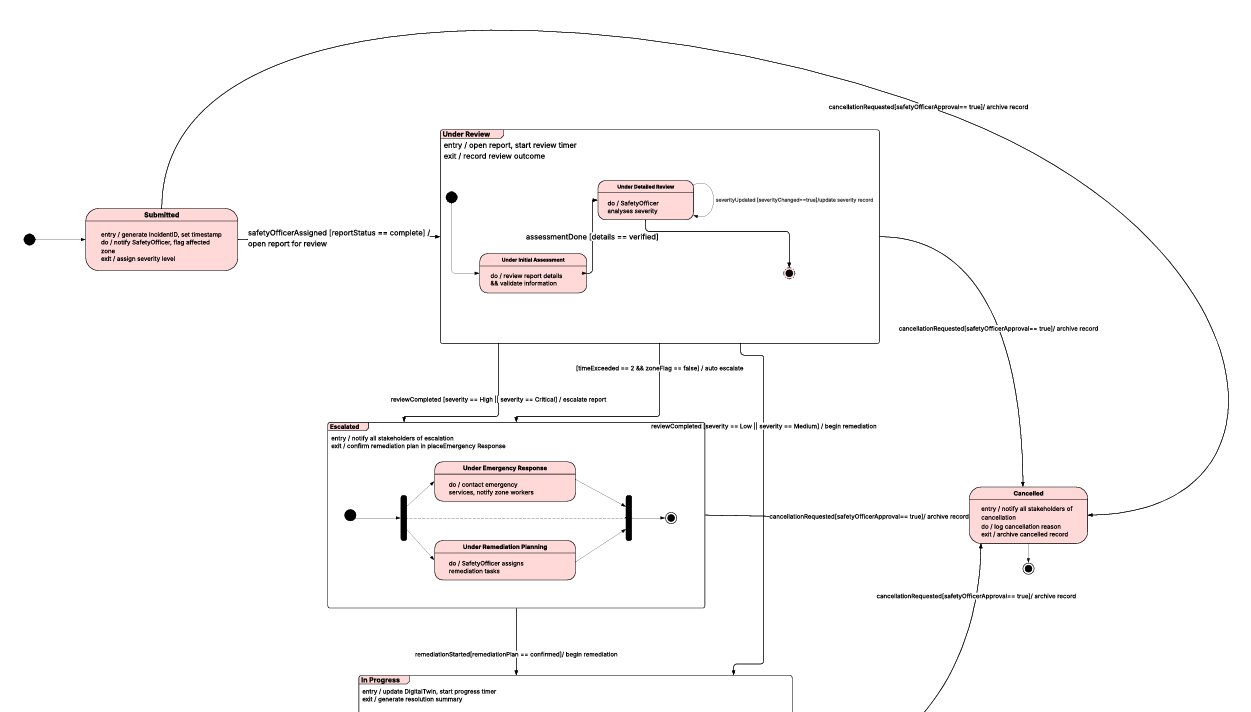 cancellationRequested[safetyOfficerApproval== true]/ archive record
Under Review
entry / open report, start review timer
exit / record review outcome
Under Detailed Review
do / SafetyOfficer
analyses severity
severityUpdated [severityChanged==true]/update severity record
Submitted
entry / generate incidentID, set timestamp
do / notify SafetyOfficer, flag affected
zone
exit / assign severity level
safetyOfficerAssigned [reportStatus == complete] /
open report for review
assessmentDone [details == verified]
Under Initial Assessment
do / review report details
&& validate information
cancellationRequested[safetyOfficerApproval== true]/ archive record
[timeExceeded == 2 && zoneFlag == false] / auto escalate
reviewCompleted [severity == High || severity == Critical] / escalate report
reviewCompleted [severity == Low || severity == Medium] / begin remediation
Escalated
entry / notify all stakeholders of escalation
exit / confirm remediation plan in placeEmergency Response
Under Emergency Response
do / contact emergency
services, notify zone workers
cancellationRequested[safetyOfficerApproval== true]/ archive record
Cancelled
entry / notify all stakeholders of
cancellation
do / log cancellation reason
exit / archive cancelled record
Under Remediation Planning
do / SafetyOfficer assigns
remediation tasks
cancellationRequested[safetyOfficerApproval== true]/ archive record
remediationStarted[remediationPlan == confirmed]/ begin remediation
In Progress
entry / update DigitalTwin, start progress timer
exit / generate resolution summary